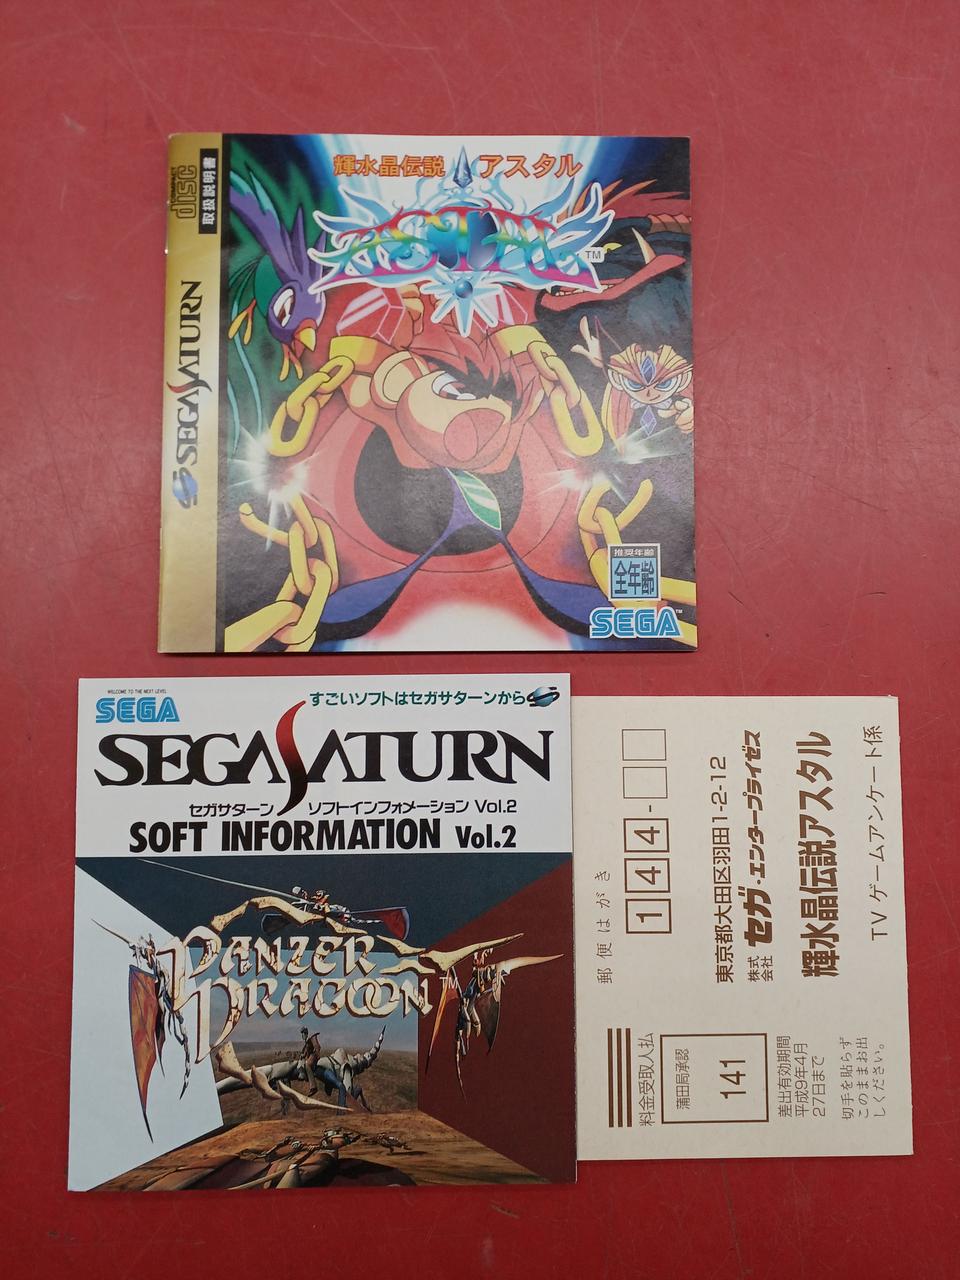 COMPACT
disc
取扱説明書
SEGA SATURN
輝水晶伝説 アスタル
ASTAL™
推奨年齢
全年齢
SEGA™
WELCOME TO THE NEXT LEVEL
SEGA
すごいソフトはセガサターンから
SEGA SATURN
セガサターン ソフトインフォメーション Vol.2
SOFT INFORMATION Vol.2
PANZER
DRAGOON™
郵便はがき
144-
東京都大田区羽田1-2-12
株式会社 セガ・エンタープライゼス
輝水晶伝説アスタル
TVゲームアンケート係
料金受取人払
蒲田局承認
141
差出有効期間
平成9年4月
27日まで
切手を貼らず
このままお出
しください。